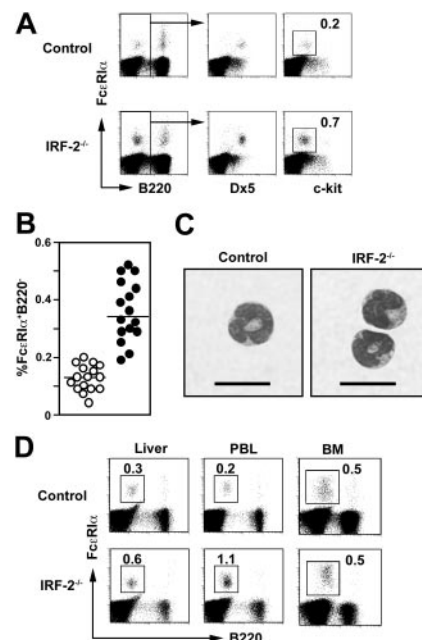 A
Control
0.2
FcεRIα
IRF-2-/-
0.7
B220
Dx5
c-kit
B
%FcεRIα+B220-
0.6
0.4
0.2
0
C
Control
IRF-2-/-
D
Liver
PBL
BM
Control
0.3
0.2
0.5
FcεRIα
IRF-2-/-
0.6
1.1
0.5
B220